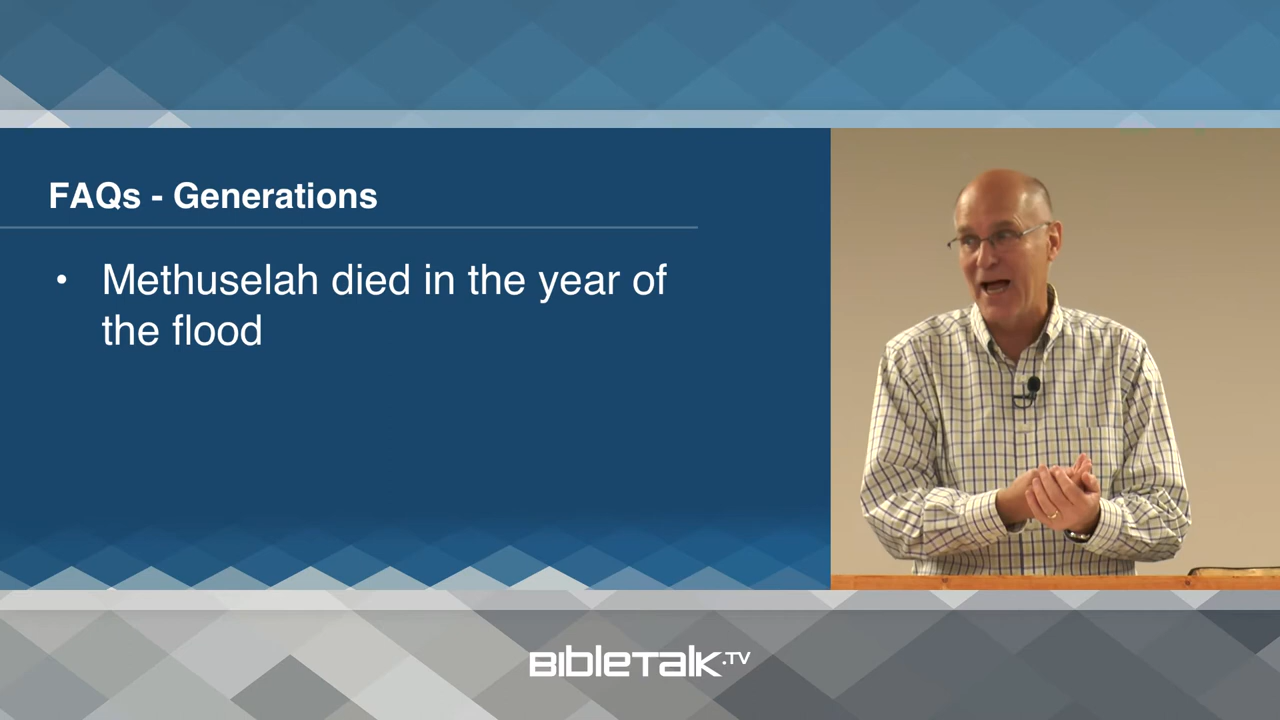 FAQs - Generations
• Methuselah died in the year of
the flood
BIBLETALK.TV